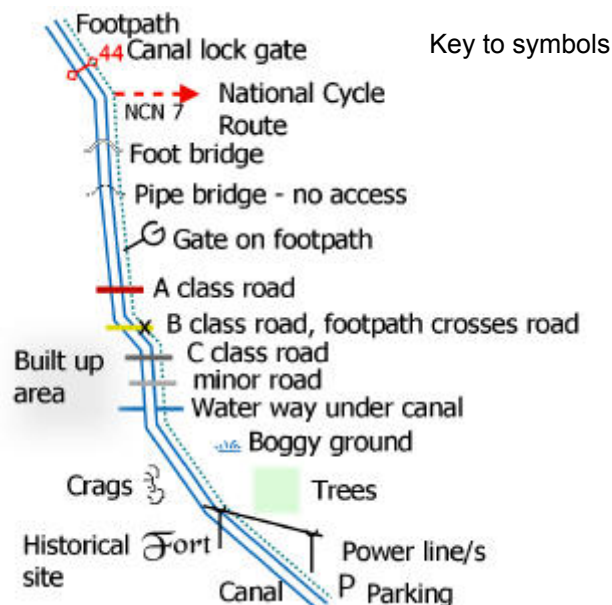 Footpath
Key to symbols
44 Canal lock gate
National Cycle
NCN 7
Route
Foot bridge
Pipe bridge - no access
Gate on footpath
A class road
B class road, footpath crosses road
Built up
area
C class road
minor road
Water way under canal
Boggy ground
Crags
Trees
Historical
site
Fort
Power line/s
Canal
P Parking